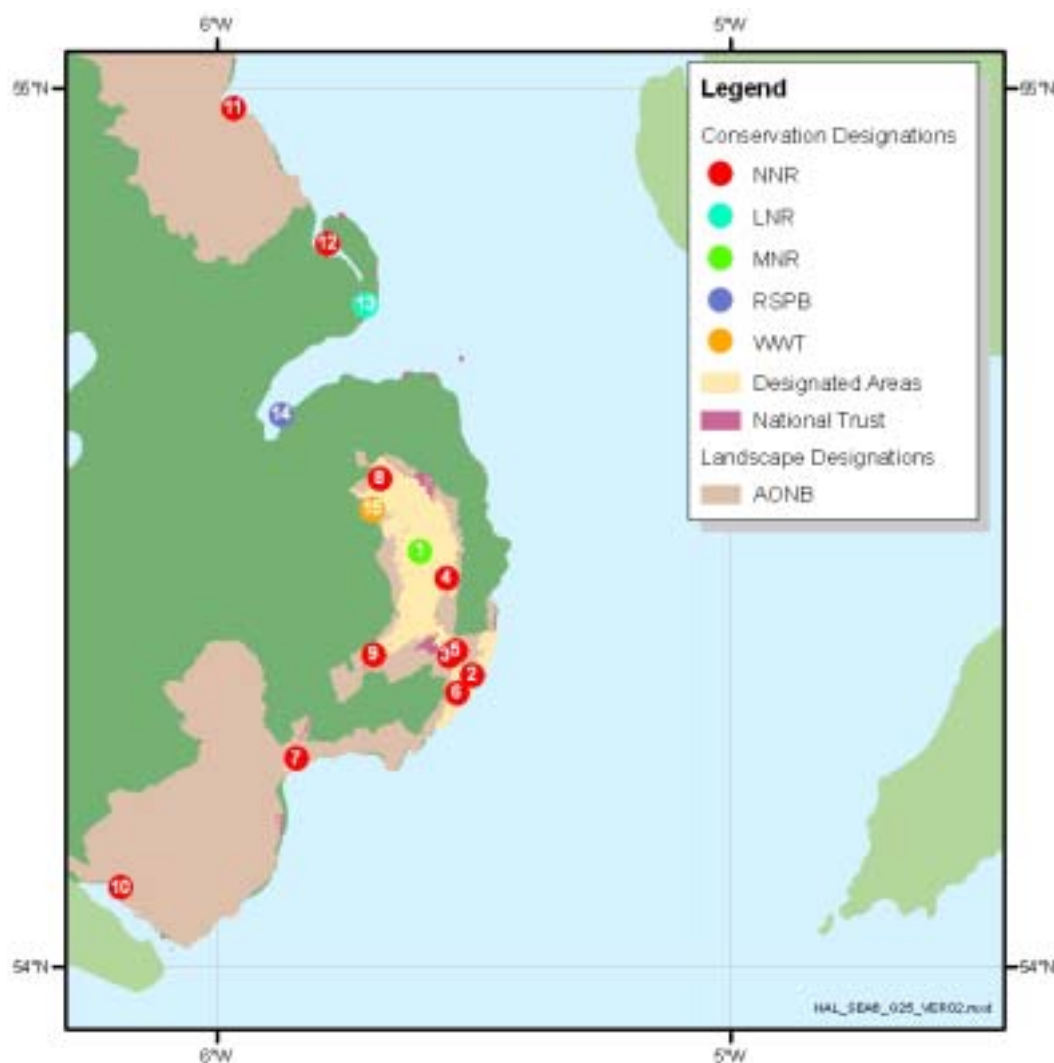 6°W 5°W
55°N 55°N
Legend
Conservation Designations
NNR
LNR
MNR
RSPB
WWT
Designated Areas
National Trust
Landscape Designations
AONB
11
12
13
14
8
15
1
4
5
3
9
2
6
7
10
54°N 54°N
HAL_SEA6_G25_VER02.mxd
6°W 5°W